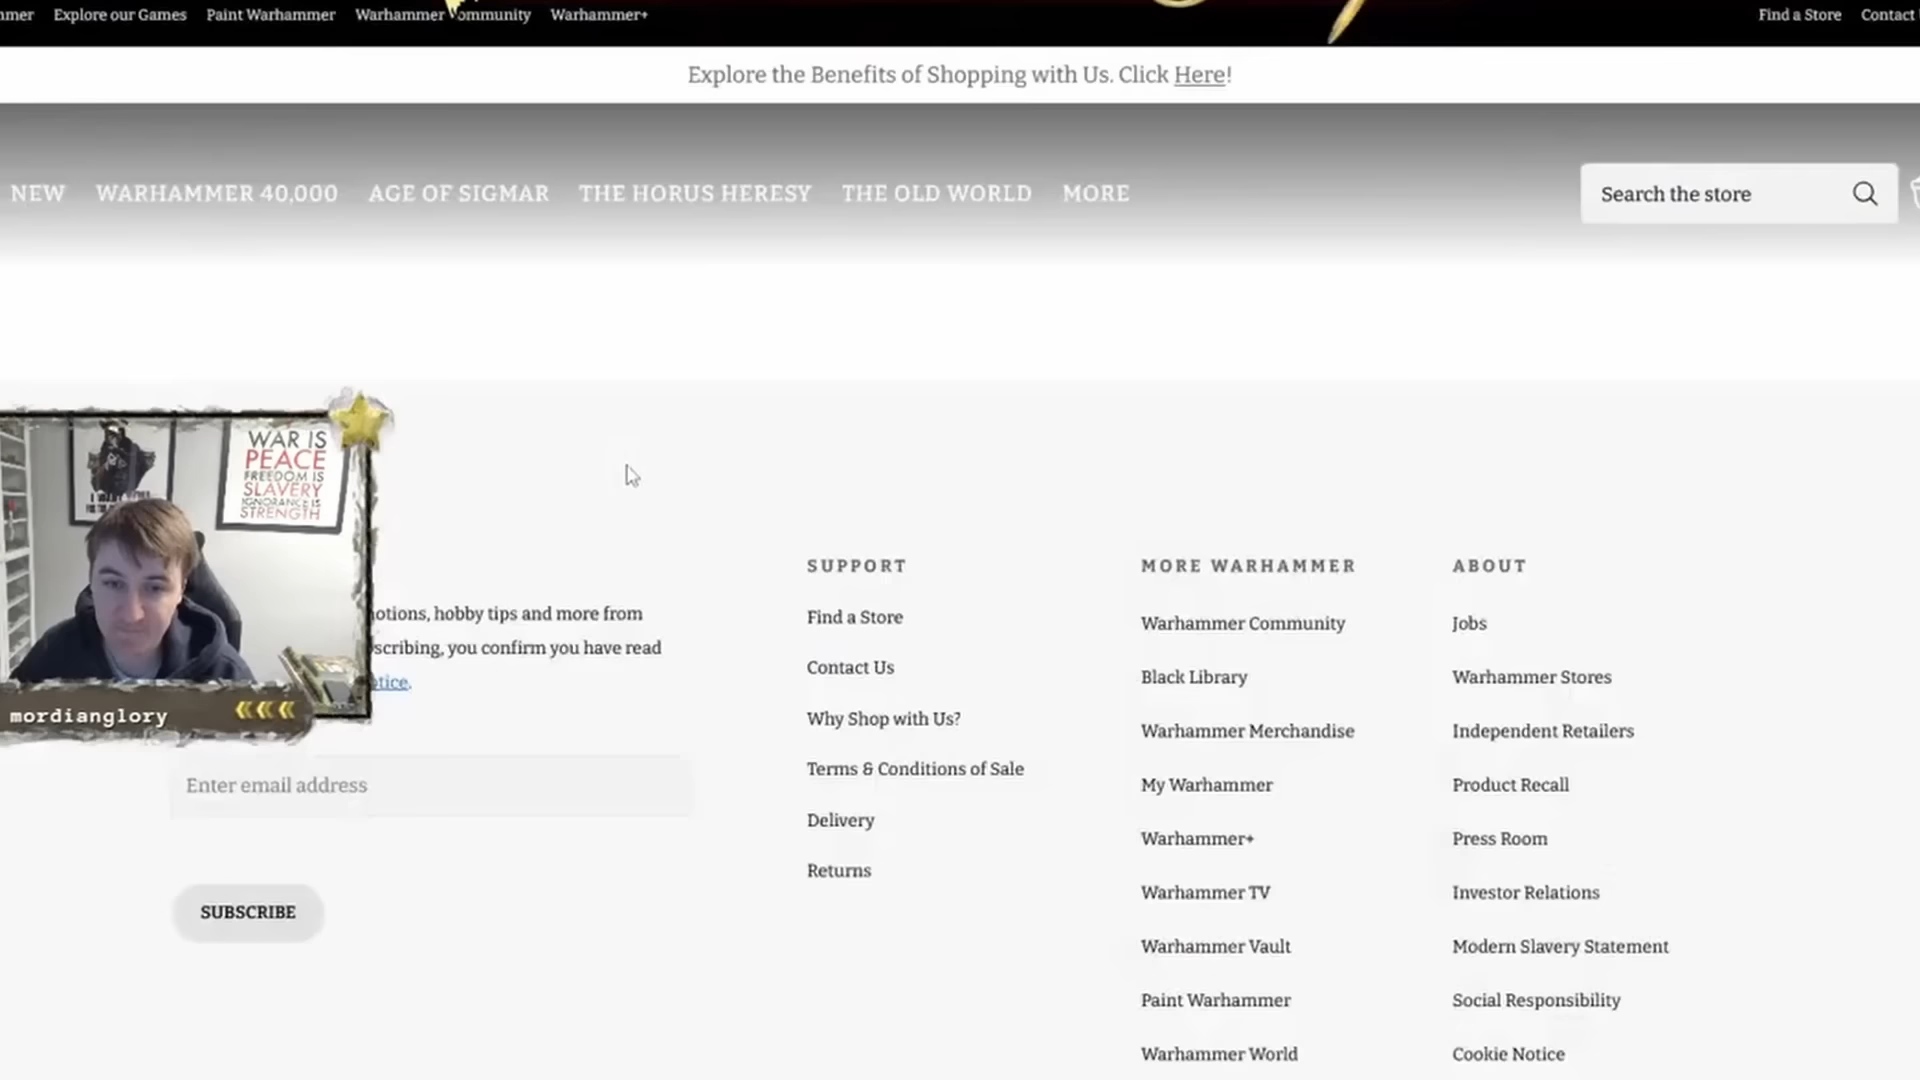 Explore our Games
Paint Warhammer
Warhammer Community
Warhammer+
Find a Store
Contact
Explore the Benefits of Shopping with Us. Click Here!
NEW
WARHAMMER 40,000
AGE OF SIGMAR
THE HORUS HERESY
THE OLD WORLD
MORE
Search the store
WAR IS
PEACE
FREEDOM IS
SLAVERY
IGNORANCE IS
STRENGTH
mordianglory
hobby tips and more from
you confirm you have read
Enter email address
SUBSCRIBE
SUPPORT
Find a Store
Contact Us
Why Shop with Us?
Terms & Conditions of Sale
Delivery
Returns
MORE WARHAMMER
Warhammer Community
Black Library
Warhammer Merchandise
My Warhammer
Warhammer+
Warhammer TV
Warhammer Vault
Paint Warhammer
Warhammer World
ABOUT
Jobs
Warhammer Stores
Independent Retailers
Product Recall
Press Room
Investor Relations
Modern Slavery Statement
Social Responsibility
Cookie Notice